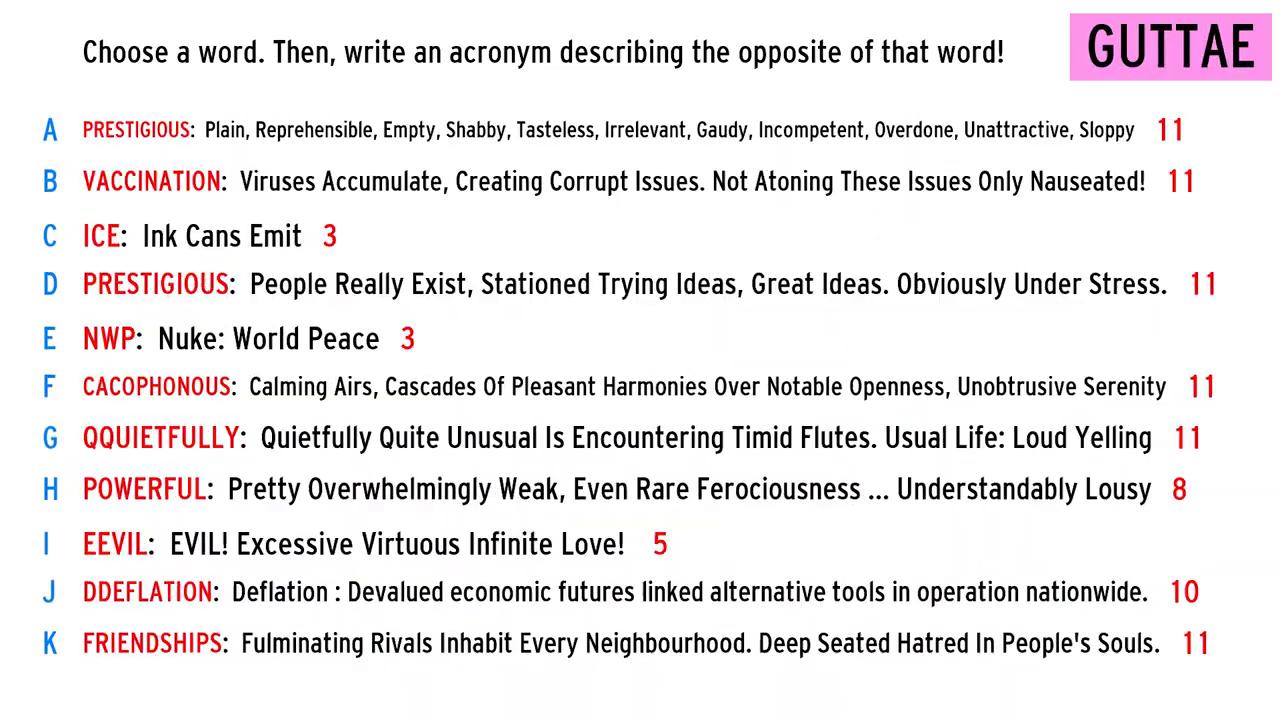 Choose a word. Then, write an acronym describing the opposite of that word!
GUTTAE
A PRESTIGIOUS: Plain, Reprehensible, Empty, Shabby, Tasteless, Irrelevant, Gaudy, Incompetent, Overdone, Unattractive, Sloppy 11
B VACCINATION: Viruses Accumulate, Creating Corrupt Issues. Not Atoning These Issues Only Nauseated! 11
C ICE: Ink Cans Emit 3
D PRESTIGIOUS: People Really Exist, Stationed Trying Ideas, Great Ideas. Obviously Under Stress. 11
E NWP: Nuke: World Peace 3
F CACOPHONOUS: Calming Airs, Cascades Of Pleasant Harmonies Over Notable Openness, Unobtrusive Serenity 11
G QQUIETFULLY: Quietfully Quite Unusual Is Encountering Timid Flutes. Usual Life: Loud Yelling 11
H POWERFUL: Pretty Overwhelmingly Weak, Even Rare Ferociousness ... Understandably Lousy 8
I EEVIL: EVIL! Excessive Virtuous Infinite Love! 5
J DDEFLATION: Deflation : Devalued economic futures linked alternative tools in operation nationwide. 10
K FRIENDSHIPS: Fulminating Rivals Inhabit Every Neighbourhood. Deep Seated Hatred In People's Souls. 11